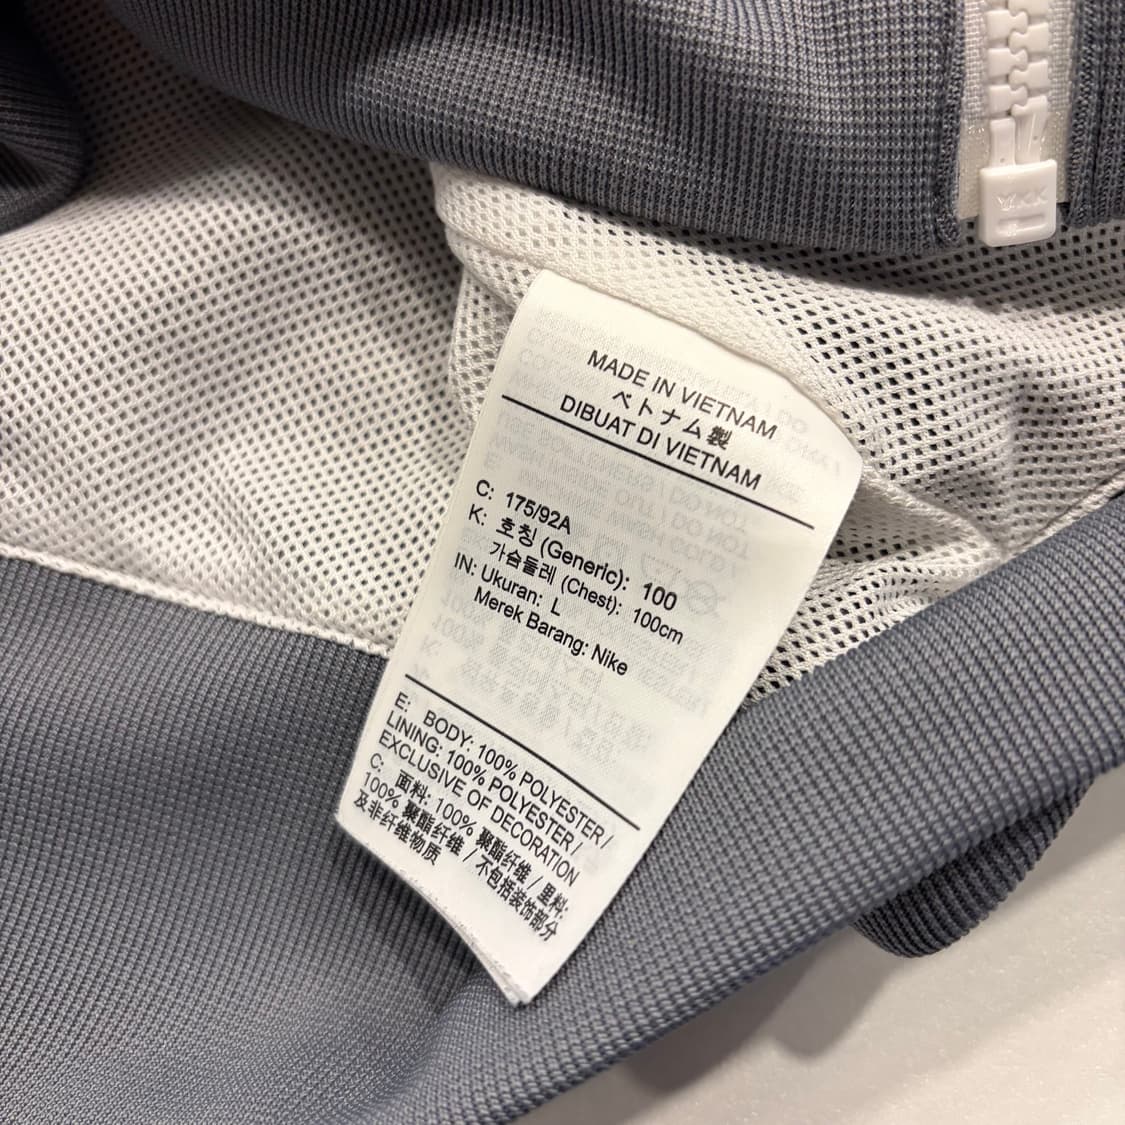 YKK
MADE IN VIETNAM
ベトナム製
DIBUAT DI VIETNAM
C: 175/92A
K: 호칭 (Generic): 100
가슴둘레 (Chest): 100cm
IN: Ukuran: L
Merek Barang: Nike
E: BODY: 100% POLYESTER/
LINING: 100% POLYESTER/
EXCLUSIVE OF DECORATION
C: 面料: 100% 聚酯纤维/里料:
100% 聚酯纤维/不包括装饰部分
及非纤维物质